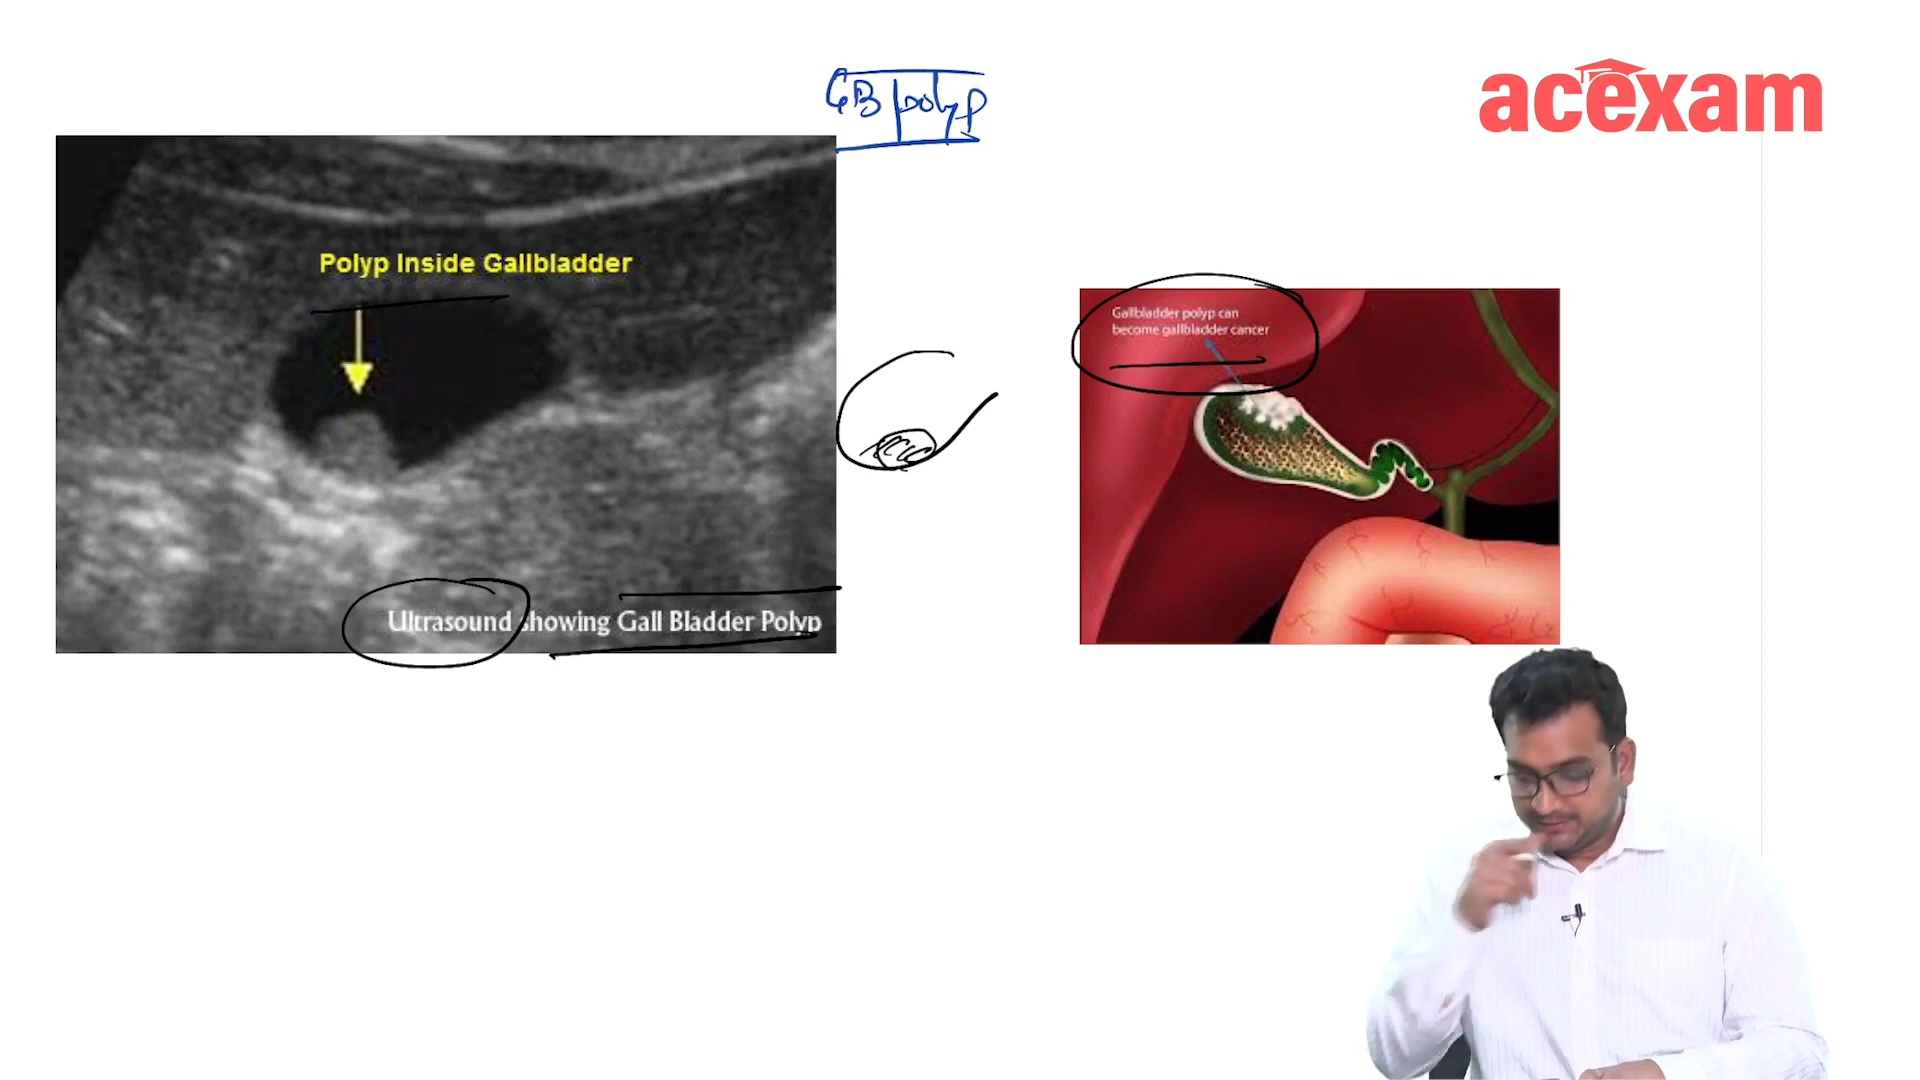 GB polyp
acexam
Polyp Inside Gallbladder
Gallbladder polyp can
become gallbladder cancer
Ultrasound showing Gall Bladder Polyp